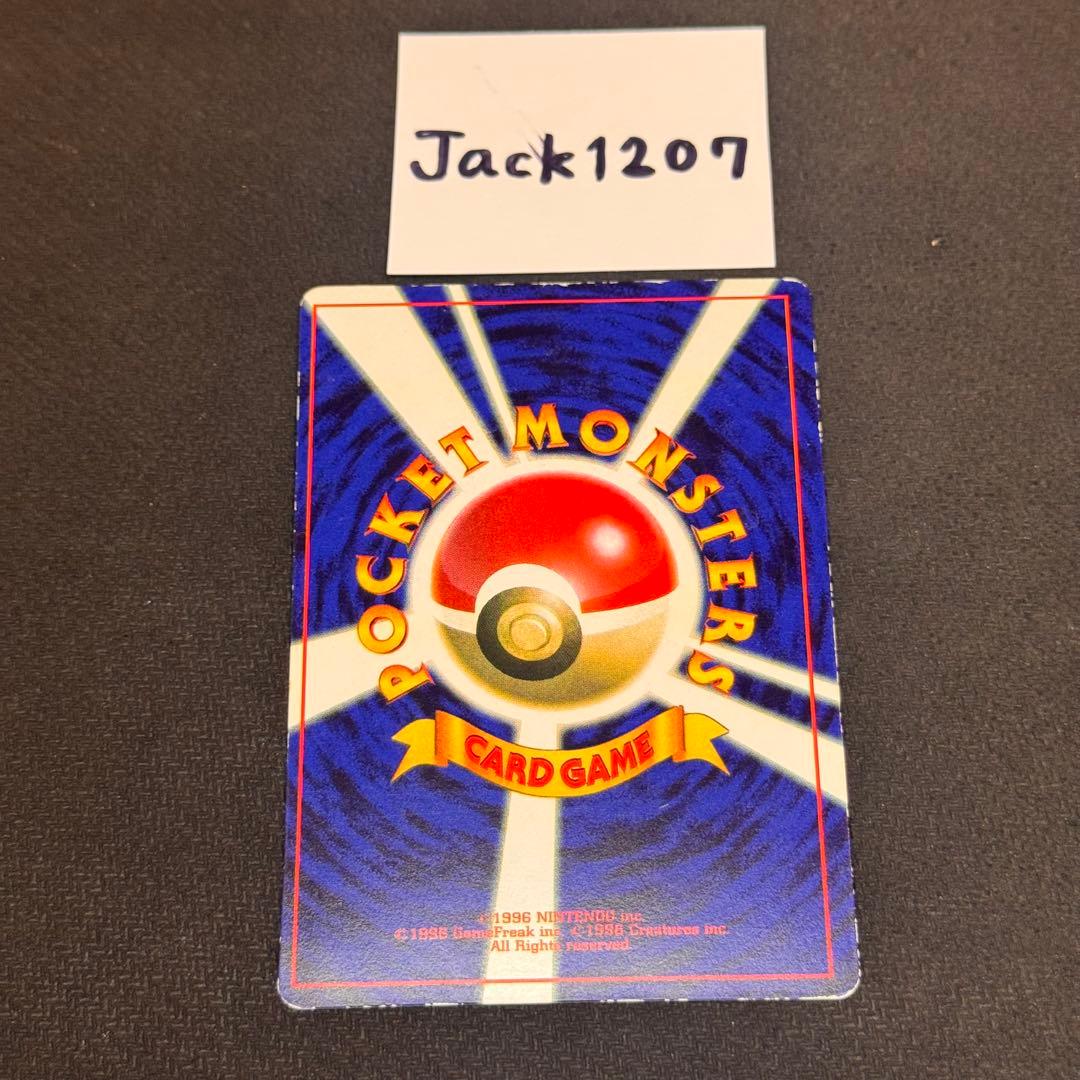 Jack1207
POCKET MONSTERS
CARD GAME
©1996 NINTENDO inc.
©1996 GameFreak inc. ©1996 Creatures inc.
All Rights reserved.